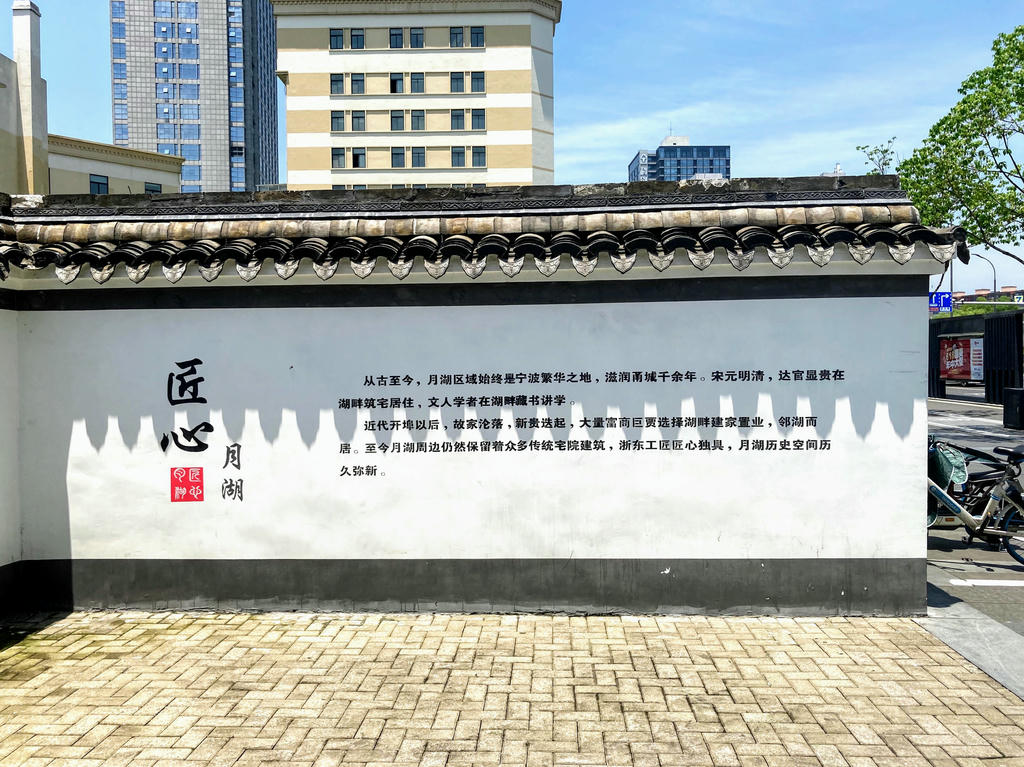 匠心
月湖
匠心
月湖
从古至今，月湖区域始终是宁波繁华之地，滋润甬城千余年。宋元明清，达官显贵在
湖畔筑宅居住，文人学者在湖畔藏书讲学。
近代开埠以后，故家沦落，新贵迭起，大量富商巨贾选择湖畔建家置业，邻湖而
居。至今月湖周边仍然保留着众多传统宅院建筑，浙东工匠匠心独具，月湖历史空间历
久弥新。